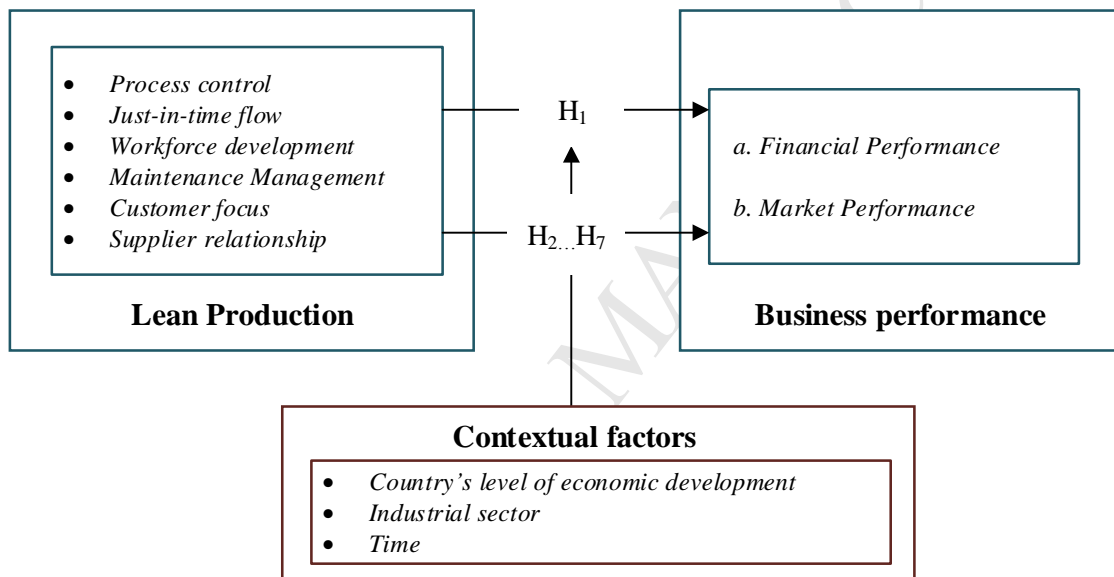 • Process control
• Just-in-time flow
• Workforce development
• Maintenance Management
• Customer focus
• Supplier relationship
Lean Production
H1
H2...H7
a. Financial Performance
b. Market Performance
Business performance
Contextual factors
• Country's level of economic development
• Industrial sector
• Time
MA